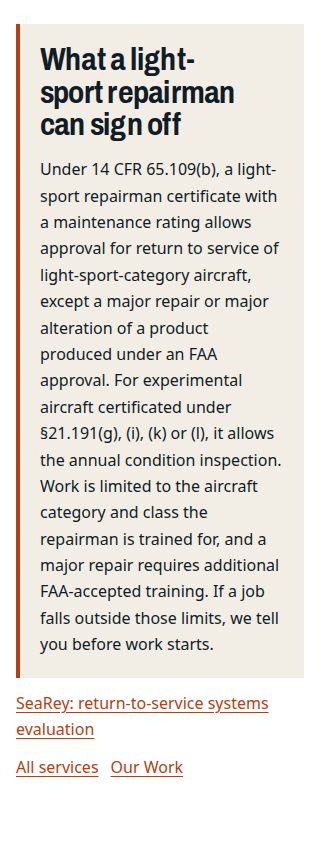 What a light-
sport repairman
can sign off
Under 14 CFR 65.109(b), a light-
sport repairman certificate with
a maintenance rating allows
approval for return to service of
light-sport-category aircraft,
except a major repair or major
alteration of a product
produced under an FAA
approval. For experimental
aircraft certificated under
§21.191(g), (i), (k) or (l), it allows
the annual condition inspection.
Work is limited to the aircraft
category and class the
repairman is trained for, and a
major repair requires additional
FAA-accepted training. If a job
falls outside those limits, we tell
you before work starts.
SeaRey: return-to-service systems
evaluation
All services Our Work